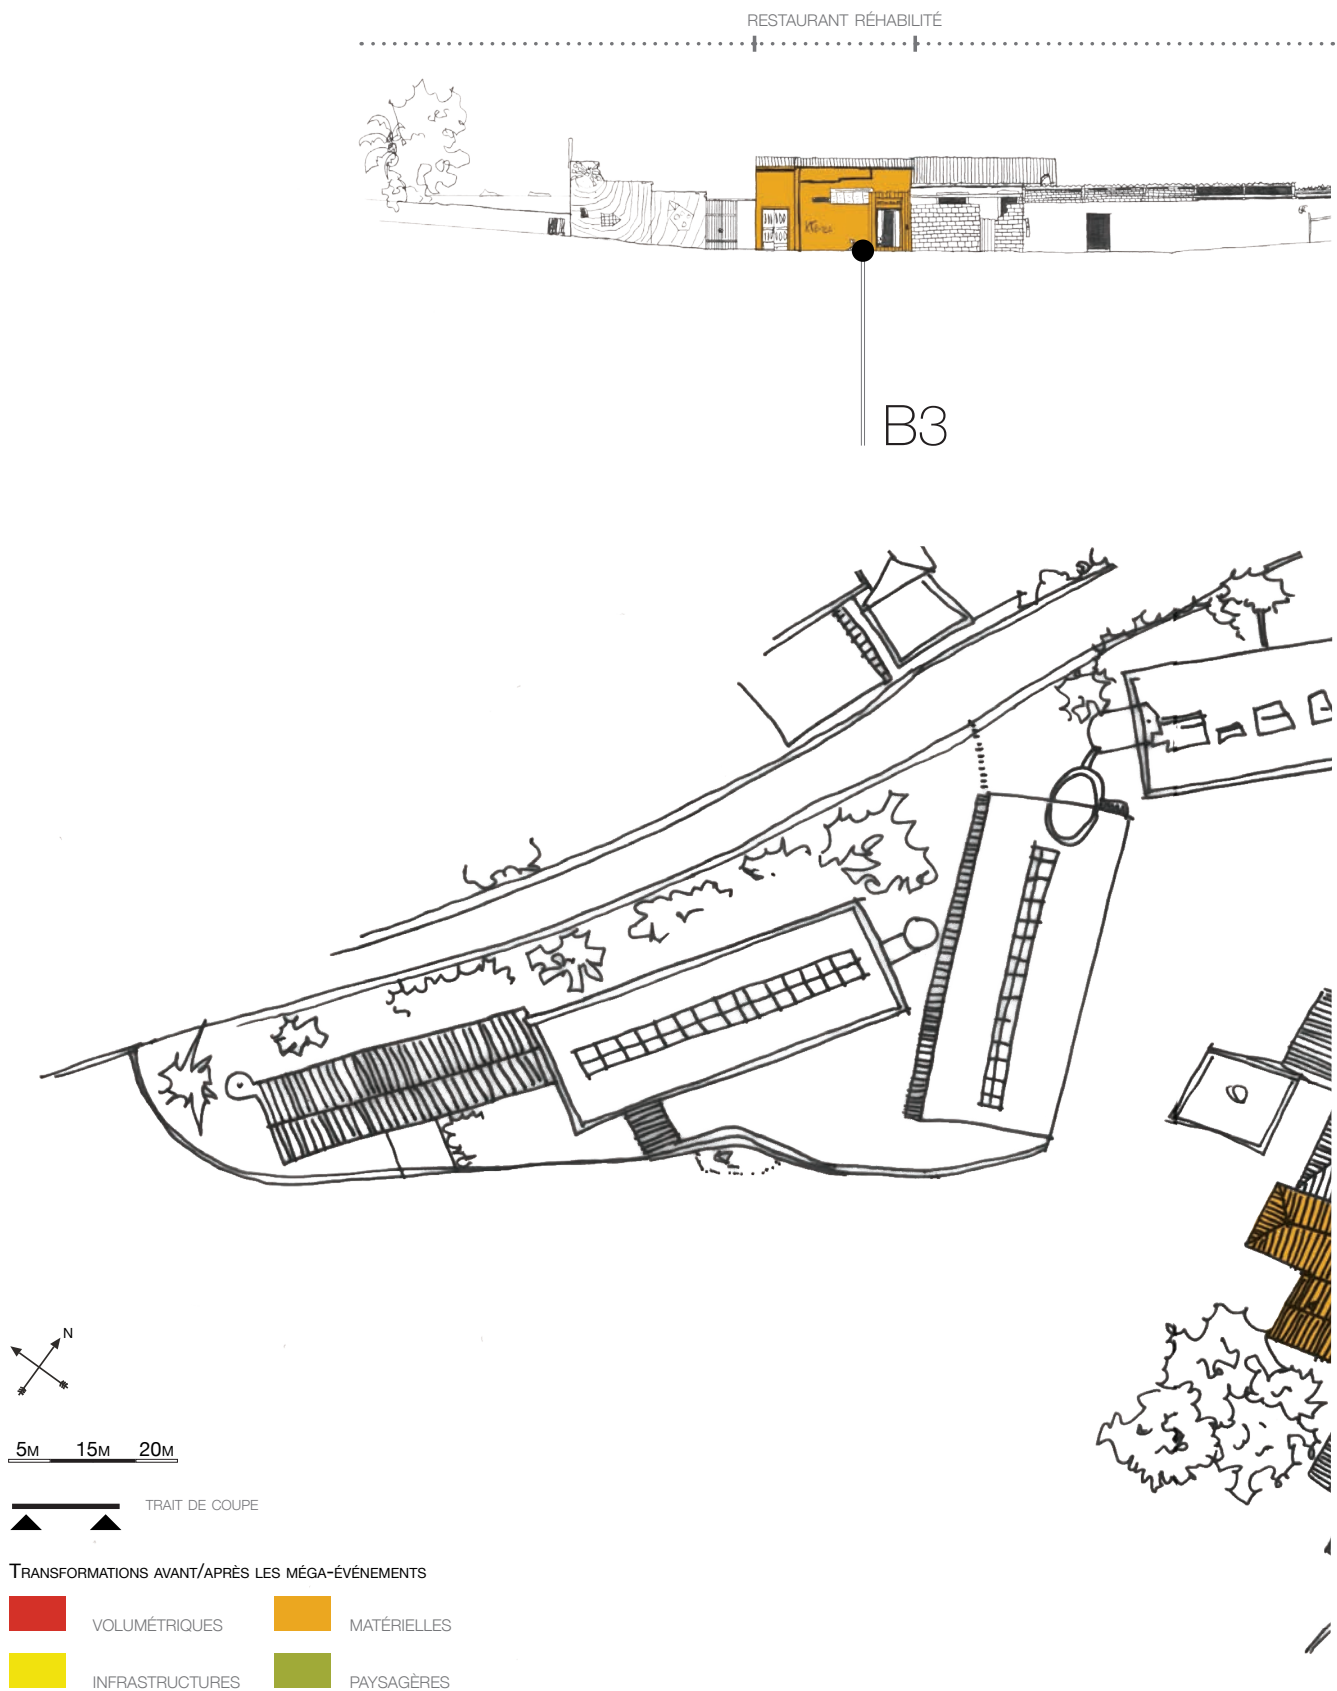 RESTAURANT RÉHABILITÉ
B3
N
5M 15M 20M
TRAIT DE COUPE
TRANSFORMATIONS AVANT/APRÈS LES MÉGA-ÉVÉNEMENTS
VOLUMÉTRIQUES MATÉRIELLES
INFRASTRUCTURES PAYSAGÈRES